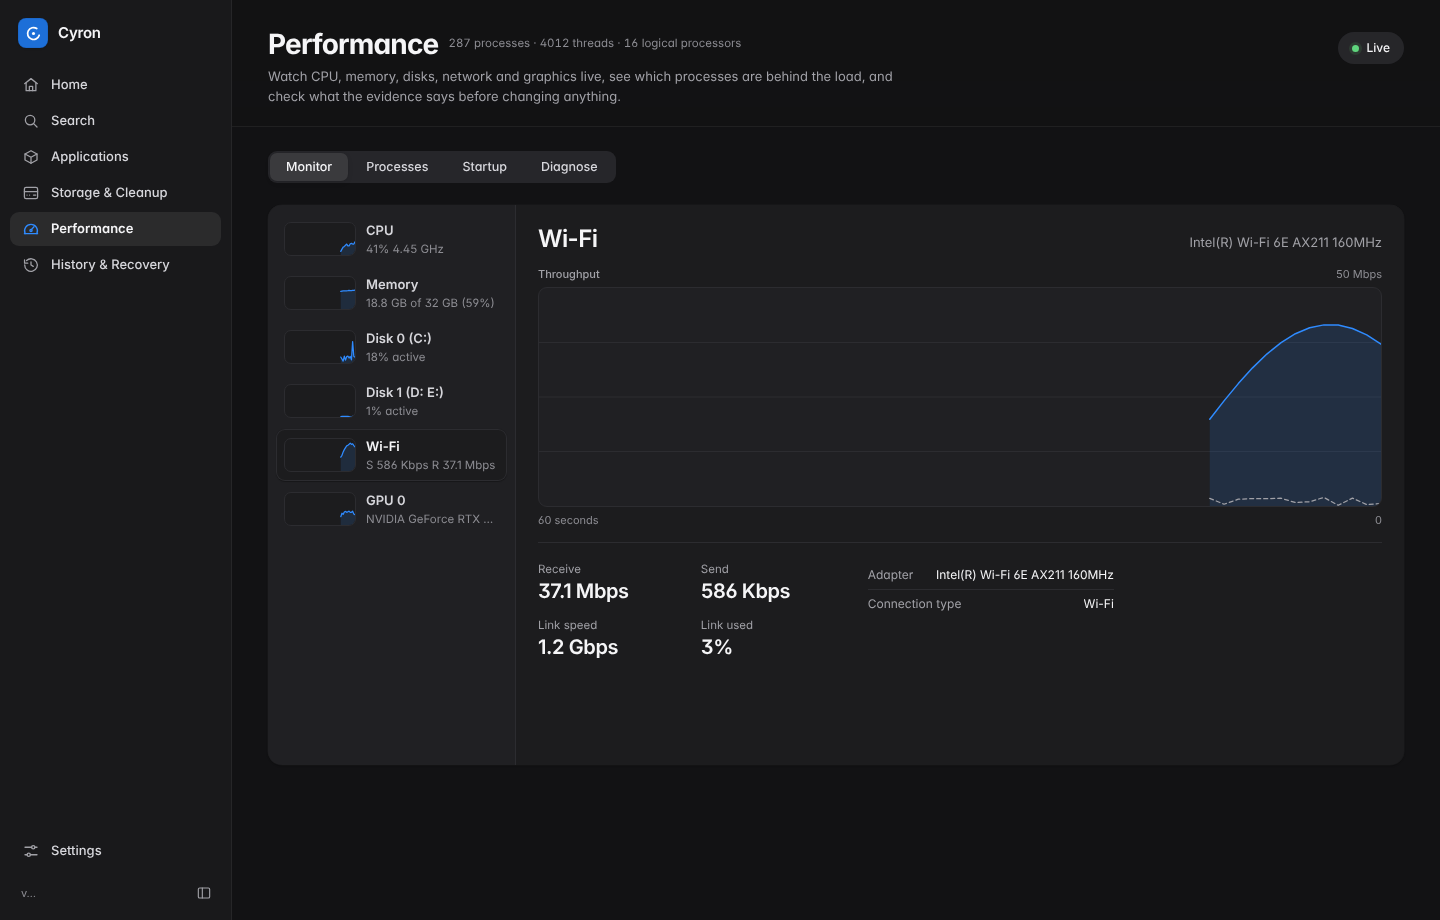 Cyron
Home
Search
Applications
Storage & Cleanup
Performance
History & Recovery
Settings
v...
Performance
287 processes · 4012 threads · 16 logical processors
Live
Watch CPU, memory, disks, network and graphics live, see which processes are behind the load, and
check what the evidence says before changing anything.
Monitor
Processes
Startup
Diagnose
CPU
41% 4.45 GHz
Memory
18.8 GB of 32 GB (59%)
Disk 0 (C:)
18% active
Disk 1 (D: E:)
1% active
Wi-Fi
S 586 Kbps R 37.1 Mbps
GPU 0
NVIDIA GeForce RTX ...
Wi-Fi
Intel(R) Wi-Fi 6E AX211 160MHz
Throughput
50 Mbps
60 seconds
0
Receive
37.1 Mbps
Send
586 Kbps
Link speed
1.2 Gbps
Link used
3%
Adapter
Intel(R) Wi-Fi 6E AX211 160MHz
Connection type
Wi-Fi